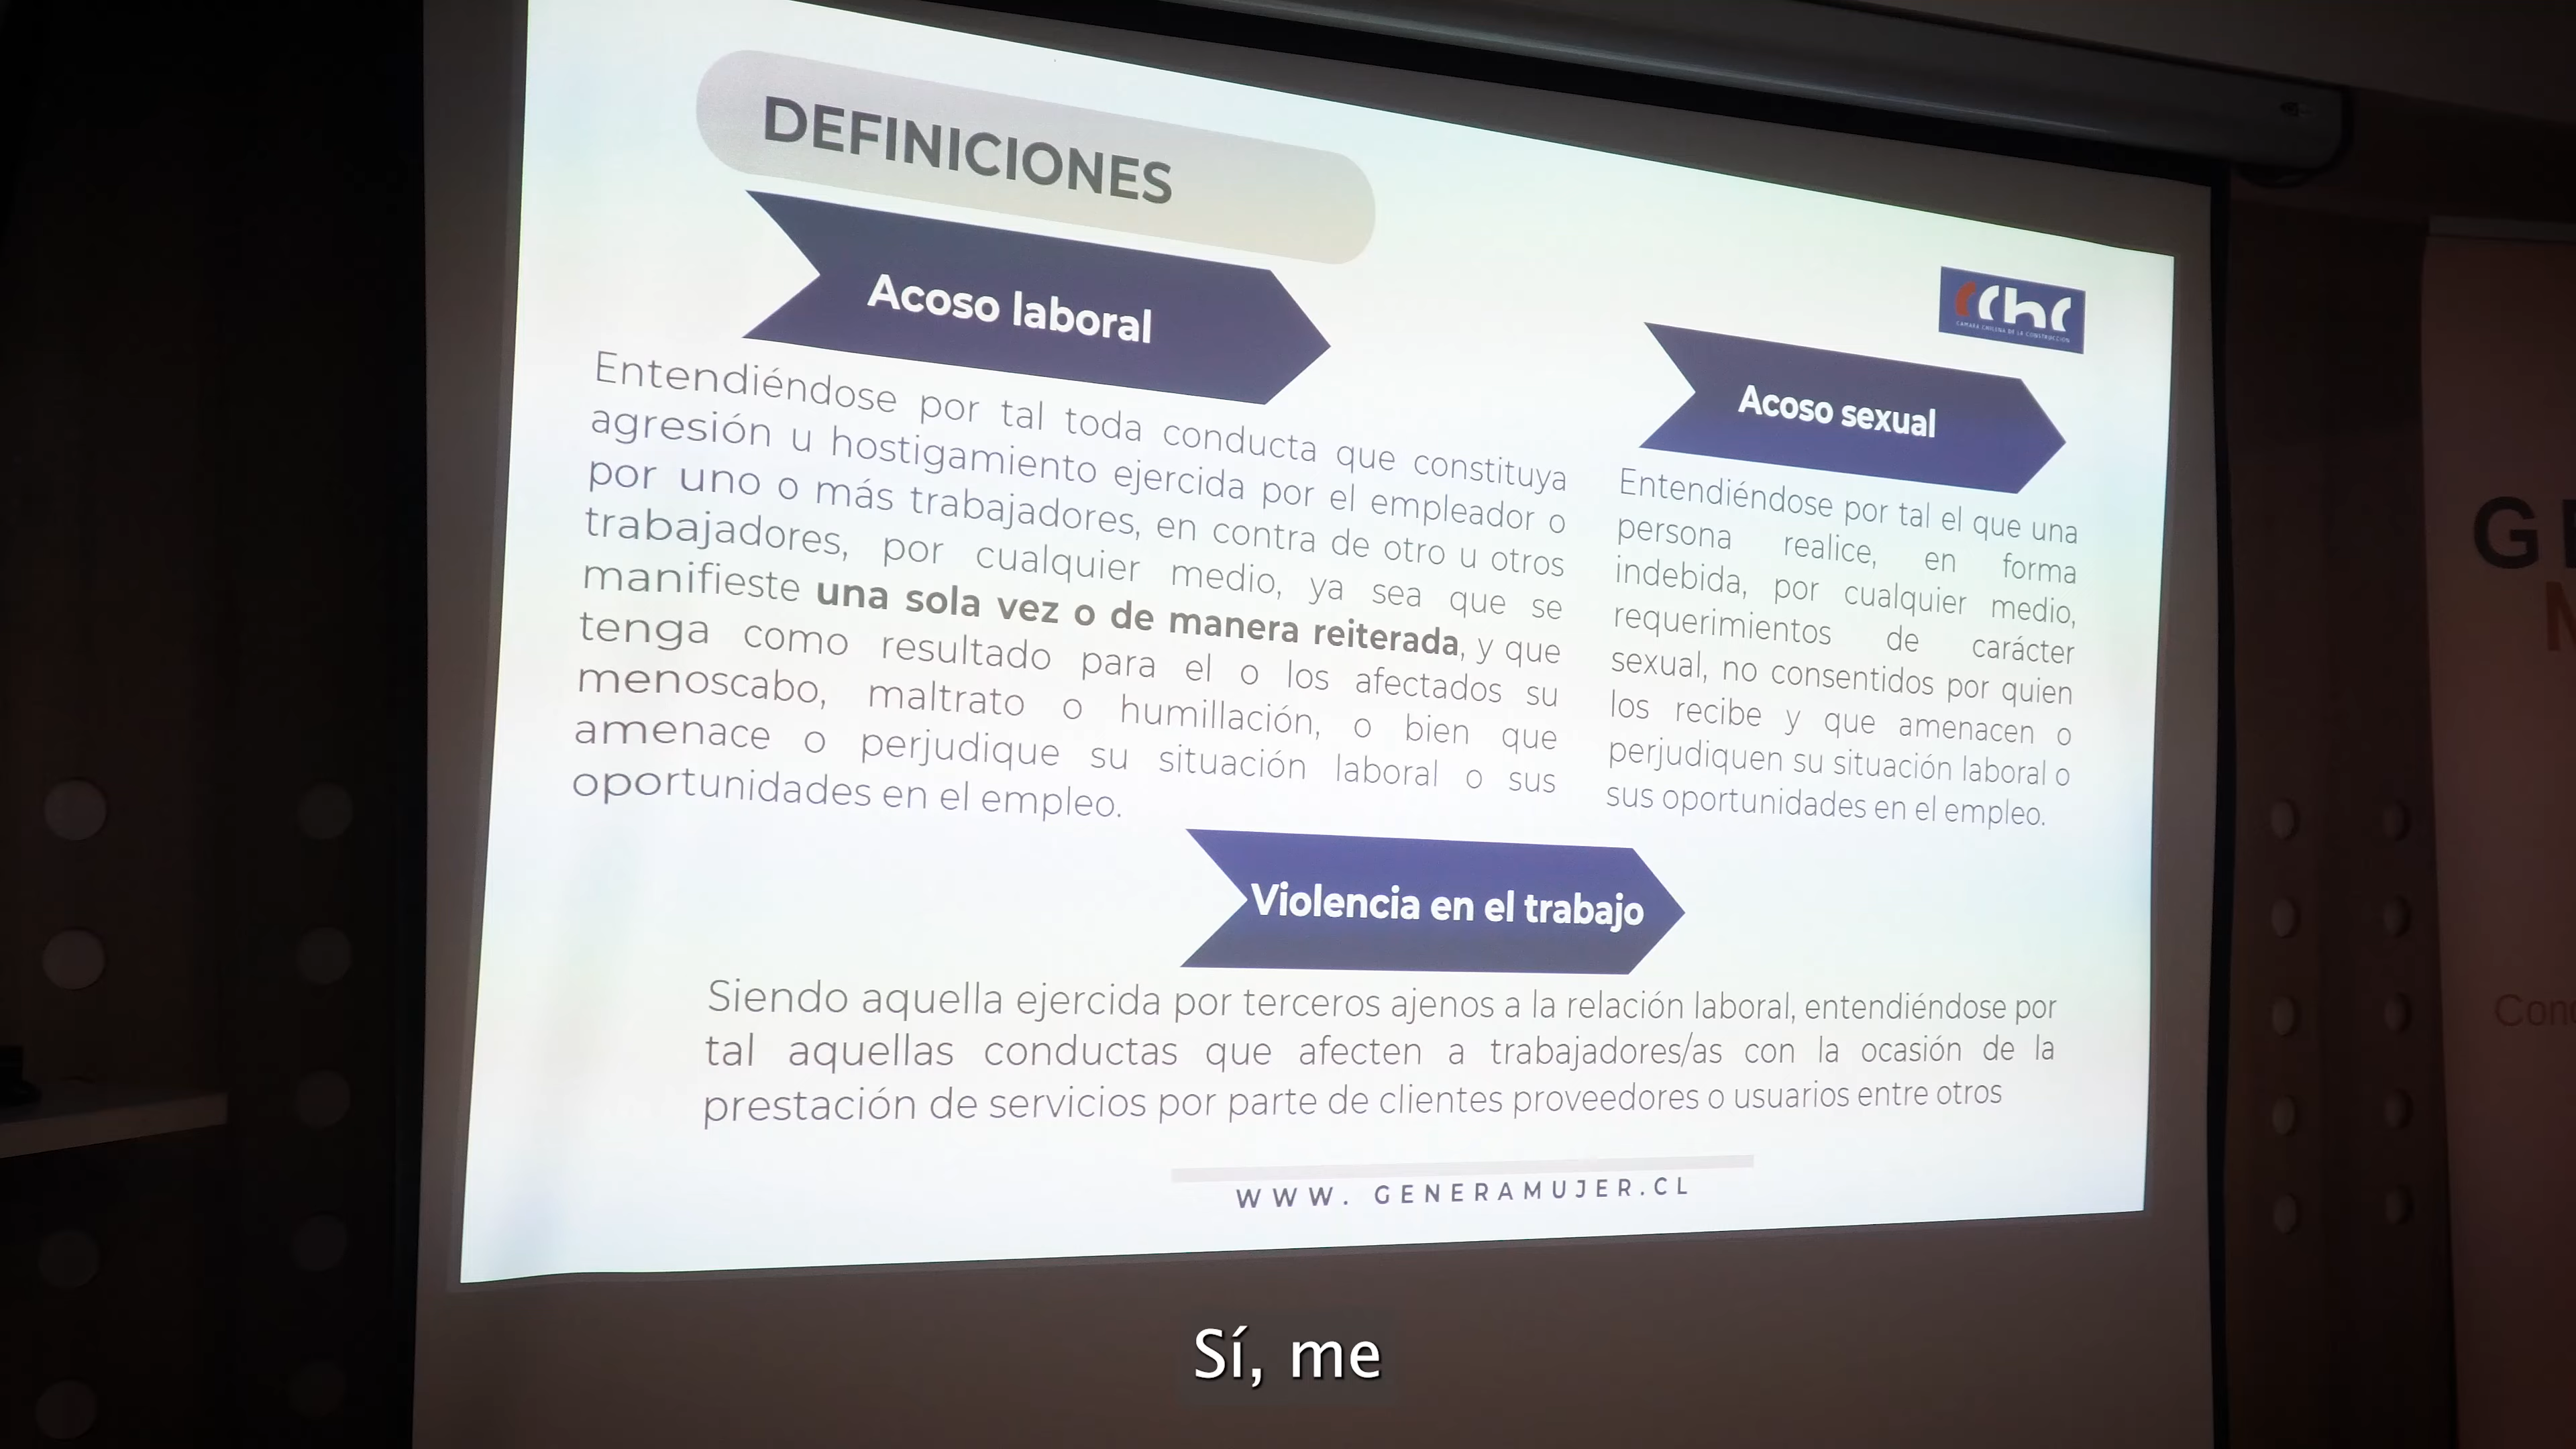 DEFINICIONES
Acoso laboral
Entendiéndose por tal toda conducta que constituya
agresión u hostigamiento ejercida por el empleador o
por uno o más trabajadores, en contra de otro u otros
trabajadores, por cualquier medio, ya sea que se
manifieste una sola vez o de manera reiterada, y que
tenga como resultado para el o los afectados su
menoscabo, maltrato o humillación, o bien que
amenace o perjudique su situación laboral o sus
oportunidades en el empleo.
CChC
CÁMARA CHILENA DE LA CONSTRUCCIÓN
Acoso sexual
Entendiéndose por tal el que una
persona realice, en forma
indebida, por cualquier medio,
requerimientos de carácter
sexual, no consentidos por quien
los recibe y que amenacen o
perjudiquen su situación laboral o
sus oportunidades en el empleo.
Violencia en el trabajo
Siendo aquella ejercida por terceros ajenos a la relación laboral, entendiéndose por
tal aquellas conductas que afecten a trabajadores/as con la ocasión de la
prestación de servicios por parte de clientes proveedores o usuarios entre otros
WWW. GENERAMUJER.CL
Sí, me